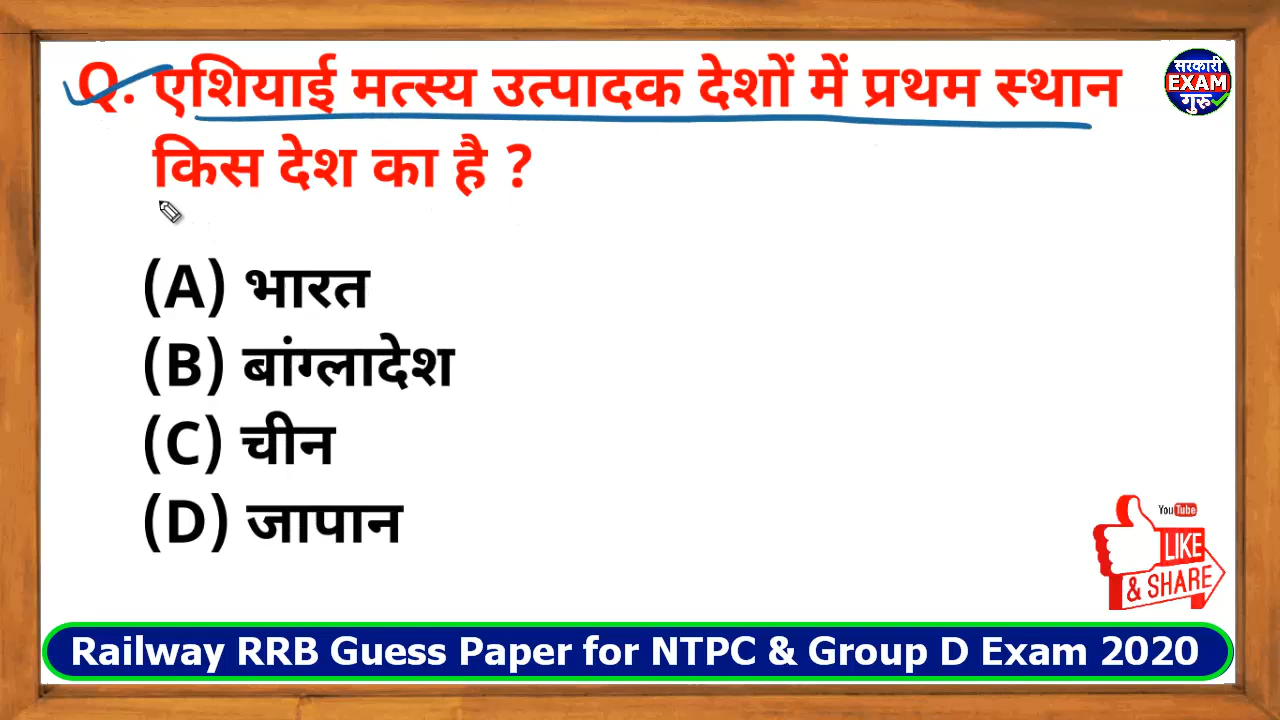 Q. एशियाई मत्स्य उत्पादक देशों में प्रथम स्थान
किस देश का है ?
(A) भारत
(B) बांग्लादेश
(C) चीन
(D) जापान
सरकारी
EXAM
गुरु
YouTube
LIKE
& SHARE
Railway RRB Guess Paper for NTPC & Group D Exam 2020